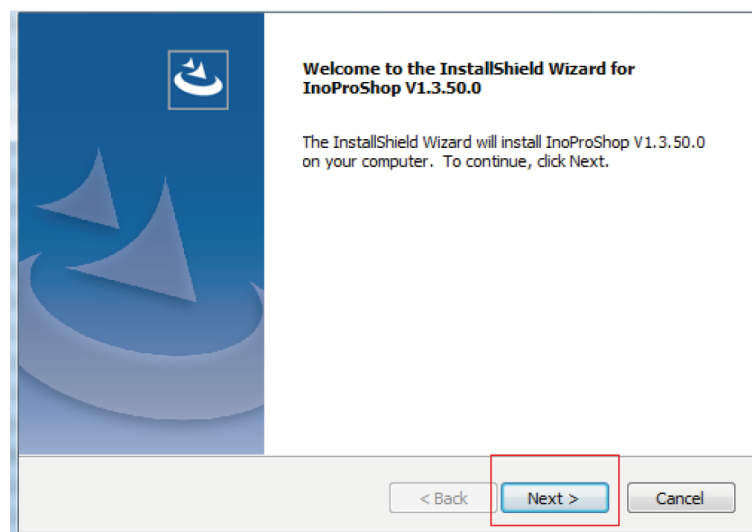 Welcome to the InstallShield Wizard for
InoProShop V1.3.50.0
The InstallShield Wizard will install InoProShop V1.3.50.0
on your computer. To continue, click Next.
< Back
Next >
Cancel